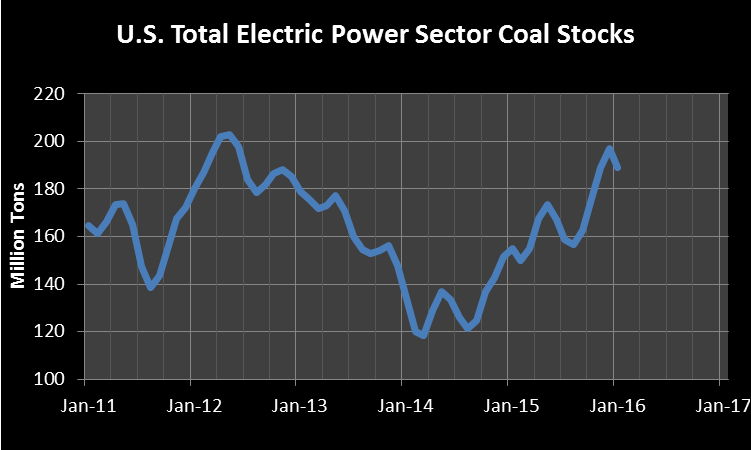 U.S. Total Electric Power Sector Coal Stocks
220
200
180
160
140
120
100
Million Tons
Jan-11 Jan-12 Jan-13 Jan-14 Jan-15 Jan-16 Jan-17